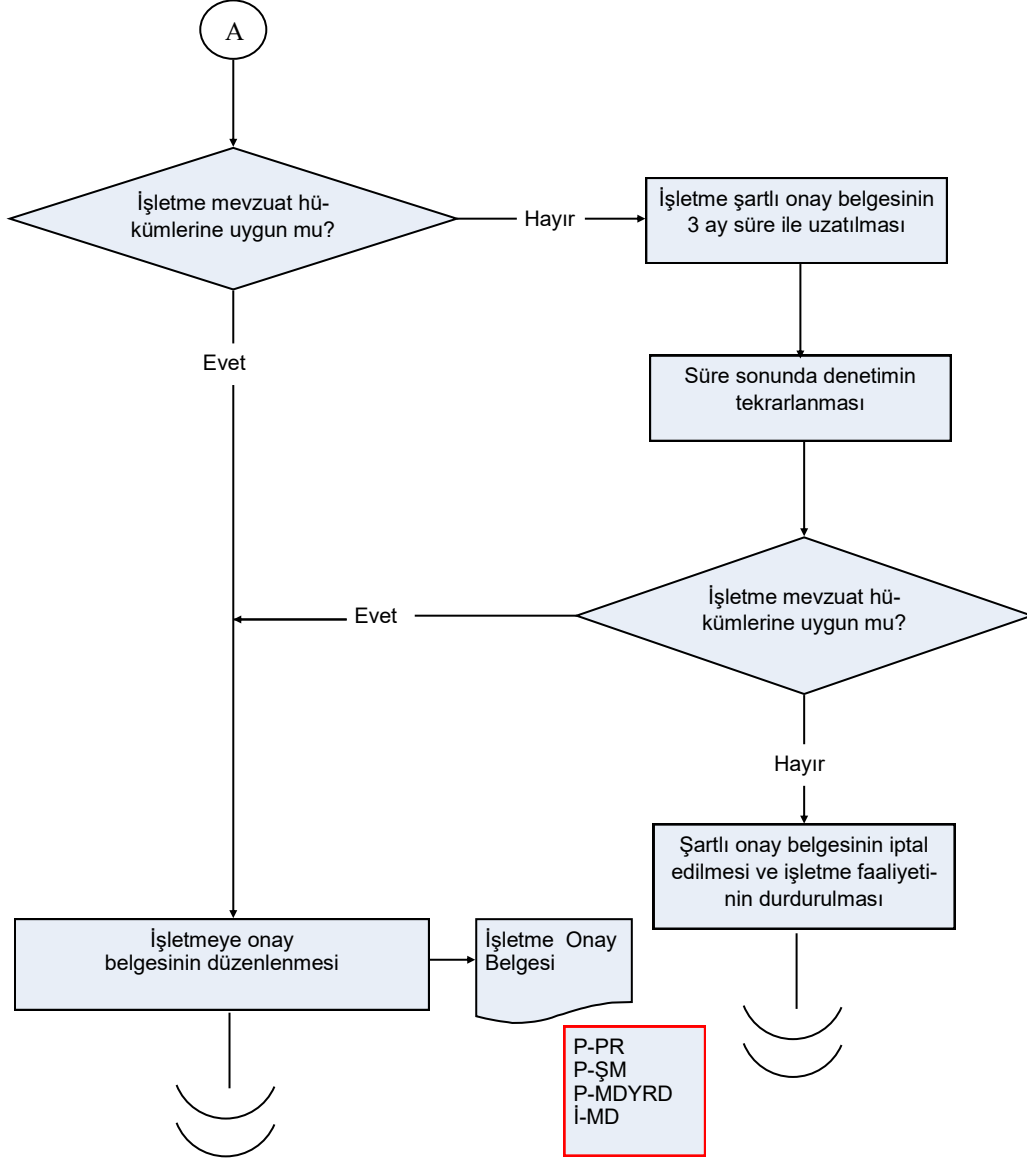 A
İşletme mevzuat hü-
kümlerine uygun mu?
Hayır
İşletme şartlı onay belgesinin
3 ay süre ile uzatılması
Evet
Süre sonunda denetimin
tekrarlanması
İşletme mevzuat hü-
kümlerine uygun mu?
Evet
Hayır
Şartlı onay belgesinin iptal
edilmesi ve işletme faaliyeti-
nin durdurulması
İşletmeye onay
belgesinin düzenlenmesi
İşletme Onay
Belgesi
P-PR
P-ŞM
P-MDYRD
İ-MD